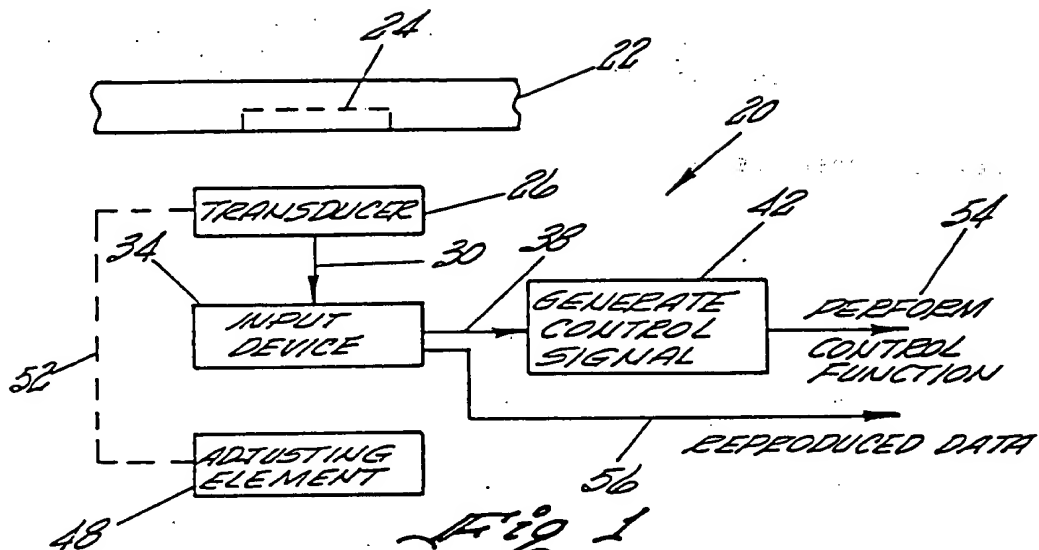 24
22
20
TRANSDUCER
26
42
54
34
30
38
INPUT
DEVICE
GENERATE
CONTROL
SIGNAL
PERFORM
CONTROL
FUNCTION
52
REPRODUCED DATA
ADJUSTING
ELEMENT
56
48
Fig 1